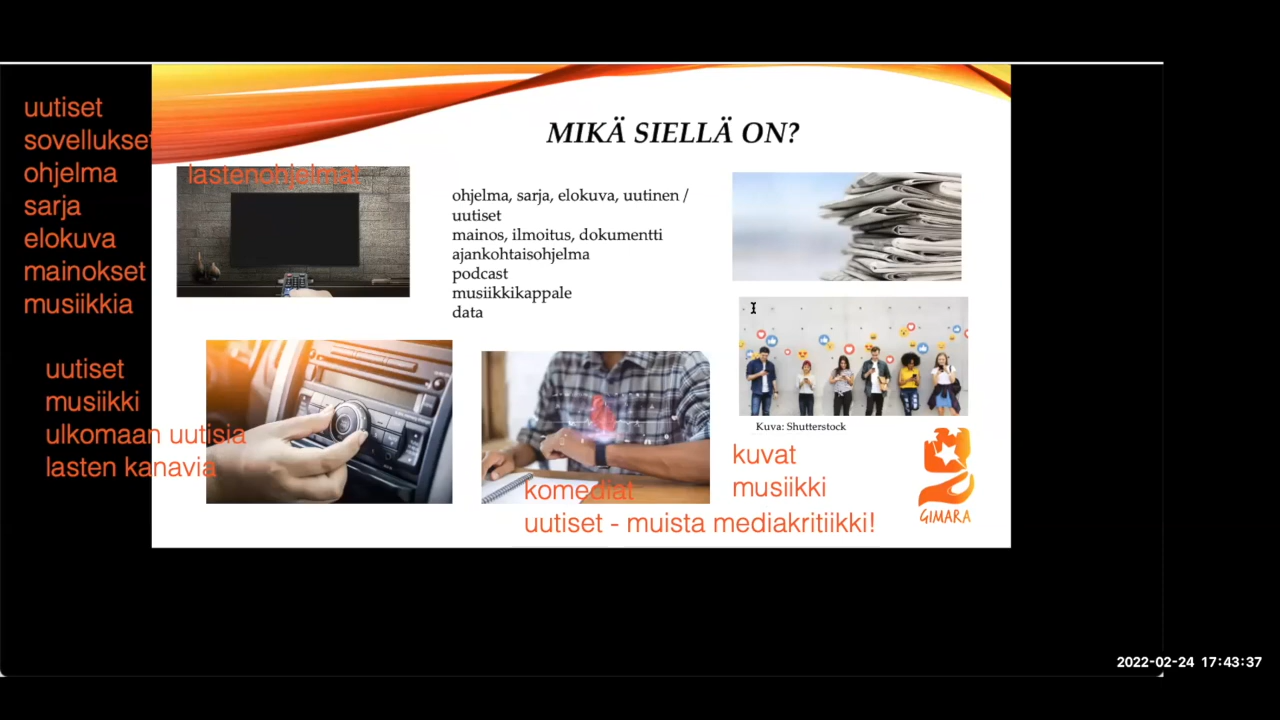 uutiset
sovellukset
ohjelma
sarja
elokuva
mainokset
musiikkia
lastenohjelmat
MIKÄ SIELLÄ ON?
ohjelma, sarja, elokuva, uutinen /
uutiset
mainos, ilmoitus, dokumentti
ajankohtaisohjelma
podcast
musiikkikappale
data
uutiset
musiikki
ulkomaan uutisia
lasten kanavia
komediat
uutiset - muista mediakritiikki!
Kuva: Shutterstock
kuvat
musiikki
GIMARA
2022-02-24 17:43:37